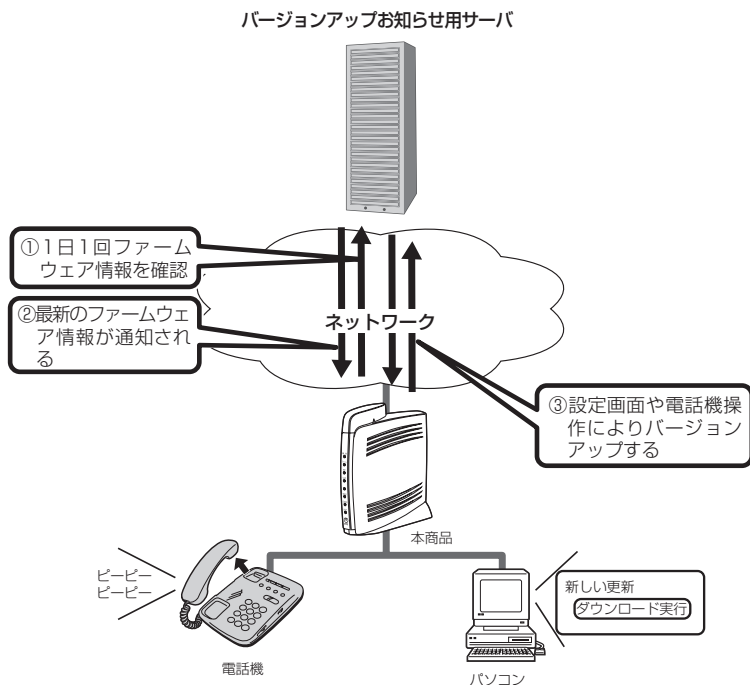 バージョンアップお知らせ用サーバ
①1日1回ファーム
ウェア情報を確認
②最新のファームウェ
ア情報が通知され
る
ネットワーク
③設定画面や電話機操
作によりバージョン
アップする
本商品
ピーピー
ピーピー
電話機
新しい更新
ダウンロード実行
パソコン